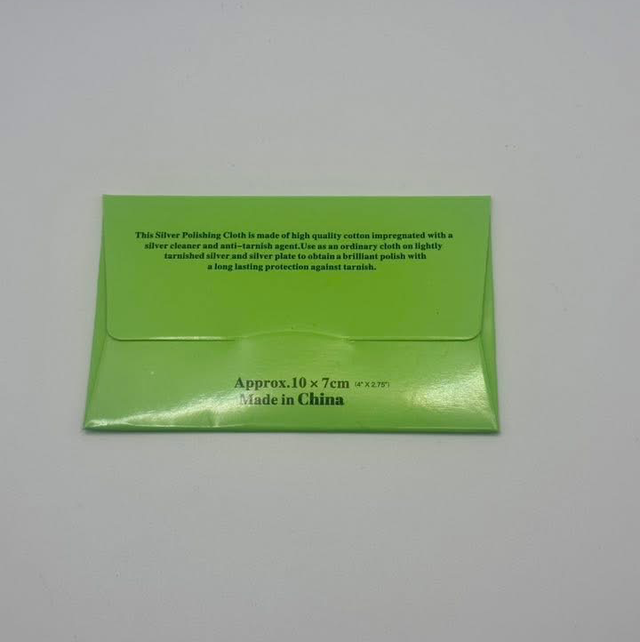 This Silver Polishing Cloth is made of high quality cotton impregnated with a
silver cleaner and anti-tarnish agent.Use as an ordinary cloth on lightly
tarnished silver and silver plate to obtain a brilliant polish with
a long lasting protection against tarnish.
Approx.10 × 7cm (4" X 2.75")
Made in China